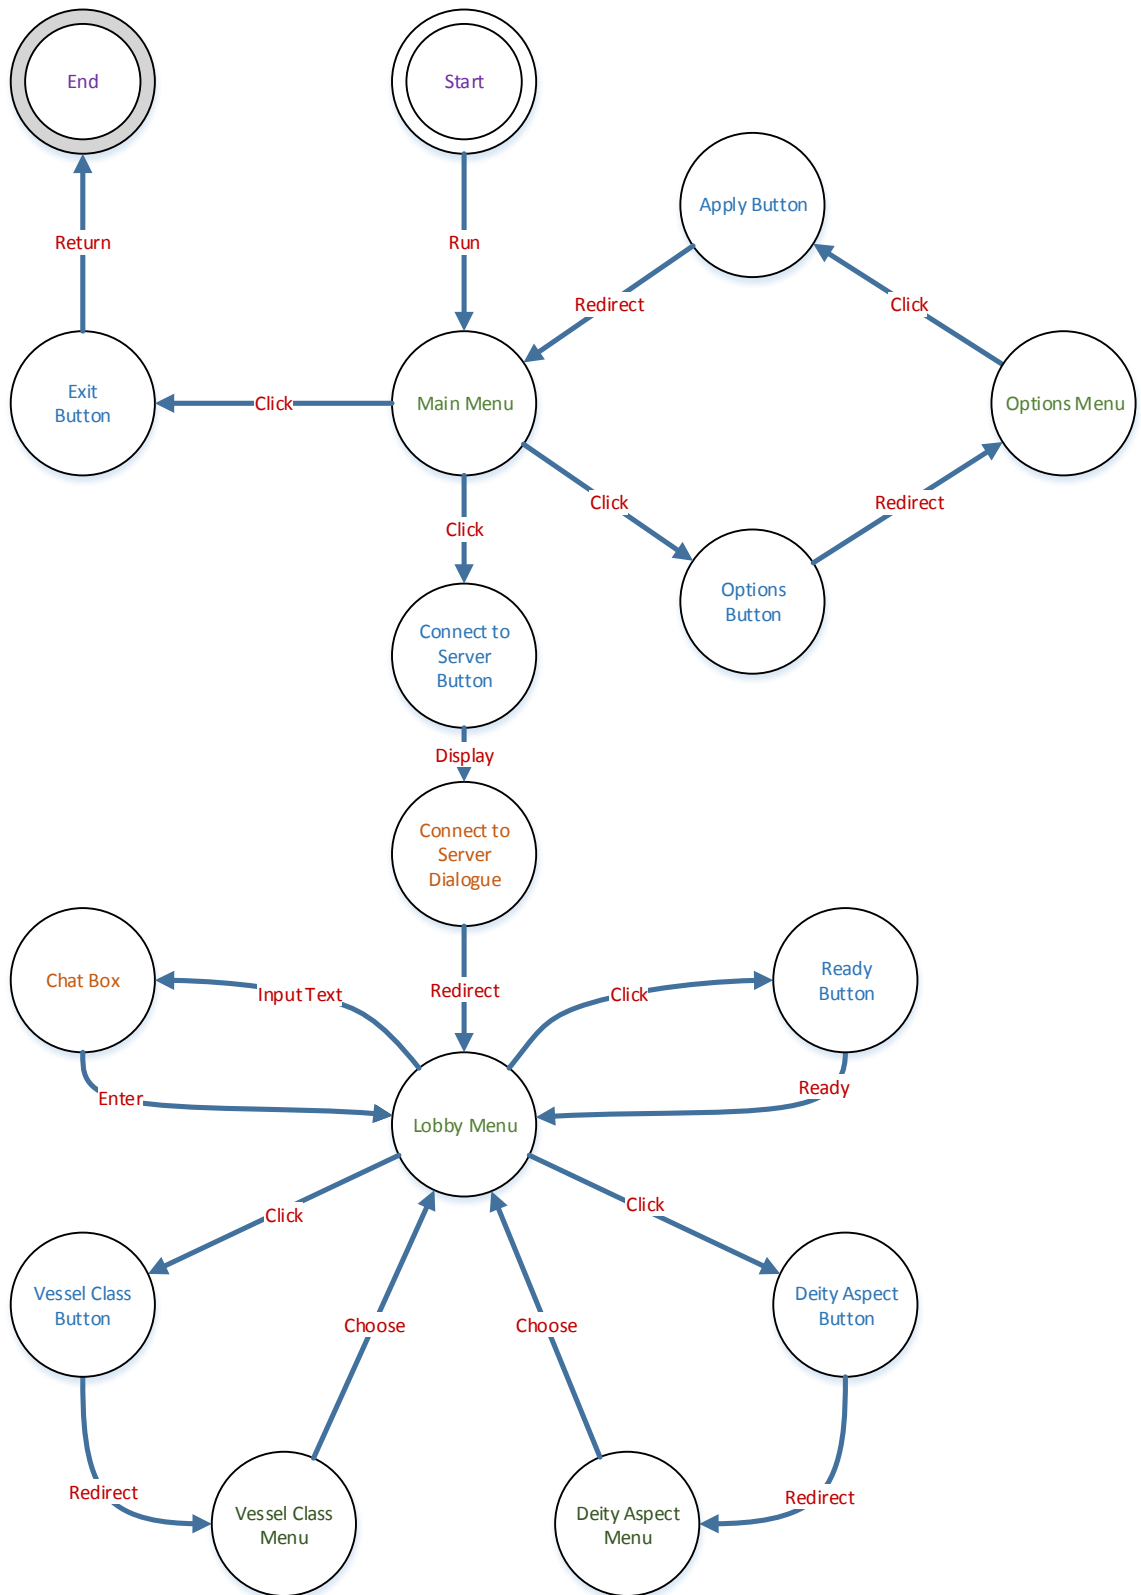 End
Start
Apply Button
Return
Run
Redirect
Click
Exit
Button
Click
Main Menu
Options Menu
Click
Click
Redirect
Options
Button
Connect to
Server
Button
Display
Connect to
Server
Dialogue
Chat Box
Input Text
Redirect
Click
Ready
Button
Enter
Ready
Lobby Menu
Click
Click
Vessel Class
Button
Choose
Choose
Deity Aspect
Button
Redirect
Redirect
Vessel Class
Menu
Deity Aspect
Menu